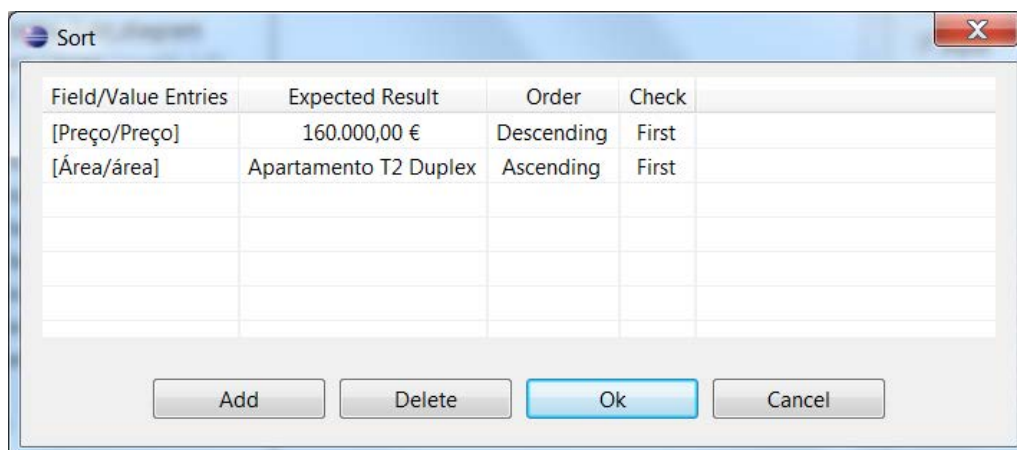 Sort
Field/Value Entries Expected Result Order Check
[Preço/Preço] 160.000,00 € Descending First
[Área/área] Apartamento T2 Duplex Ascending First
Add Delete Ok Cancel